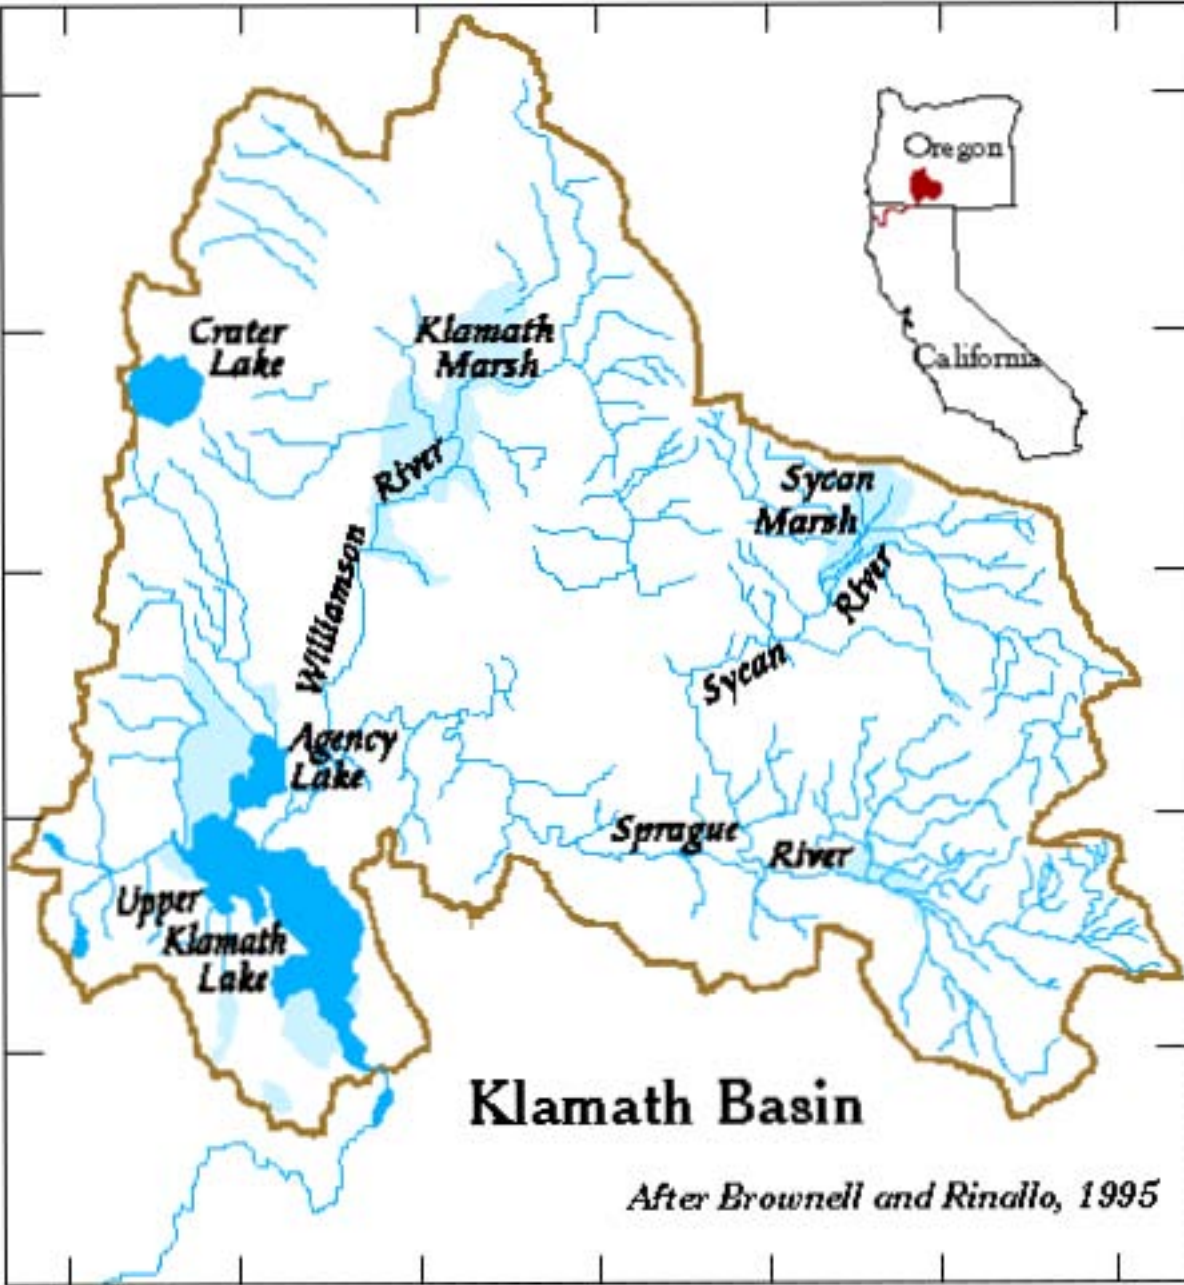 Oregon
California
Crater
Lake
Klamath
Marsh
Williamson River
Sycan
Marsh
Sycan River
Agency
Lake
Sprague River
Upper
Klamath
Lake
Klamath Basin
After Brownell and Rinallo, 1995